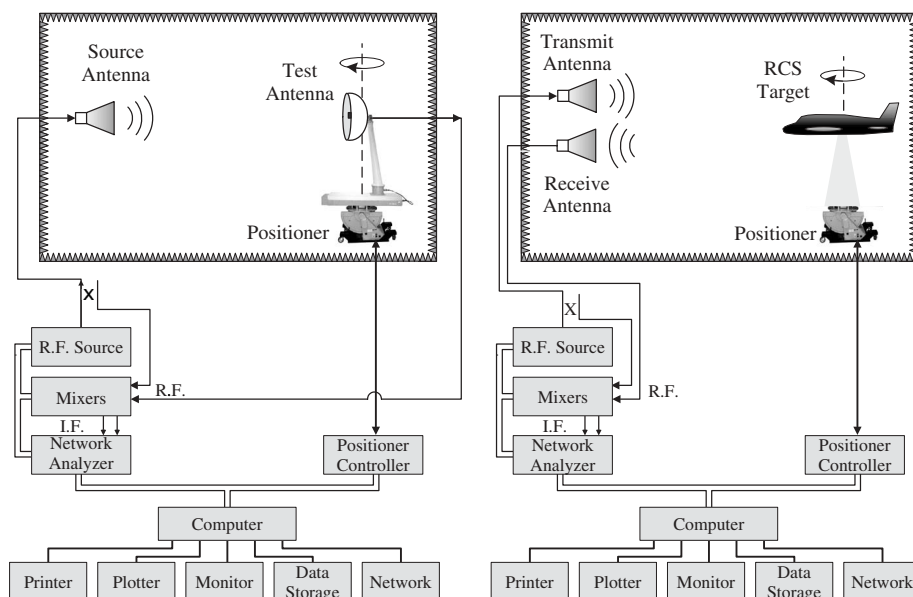 Source
Antenna
Test
Antenna
Positioner
X
R.F. Source
Mixers
R.F.
I.F.
Network
Analyzer
Positioner
Controller
Computer
Printer
Plotter
Monitor
Data
Storage
Network
Transmit
Antenna
RCS
Target
Receive
Antenna
Positioner
X
R.F. Source
Mixers
R.F.
I.F.
Network
Analyzer
Positioner
Controller
Computer
Printer
Plotter
Monitor
Data
Storage
Network